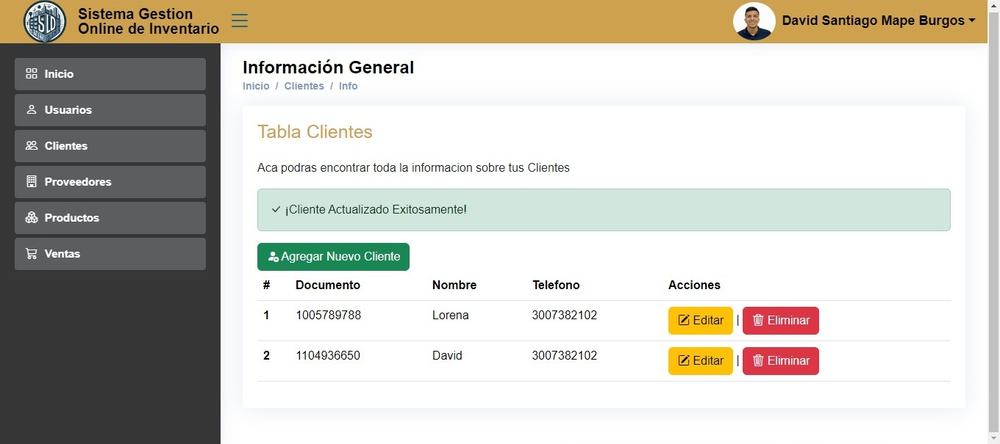 SLD
Sistema Gestion
Online de Inventario
David Santiago Mape Burgos
Inicio
Usuarios
Clientes
Proveedores
Productos
Ventas
Información General
Inicio / Clientes / Info
Tabla Clientes
Aca podras encontrar toda la informacion sobre tus Clientes
¡Cliente Actualizado Exitosamente!
Agregar Nuevo Cliente
# Documento Nombre Telefono Acciones
1 1005789788 Lorena 3007382102 Editar | Eliminar
2 1104936650 David 3007382102 Editar | Eliminar